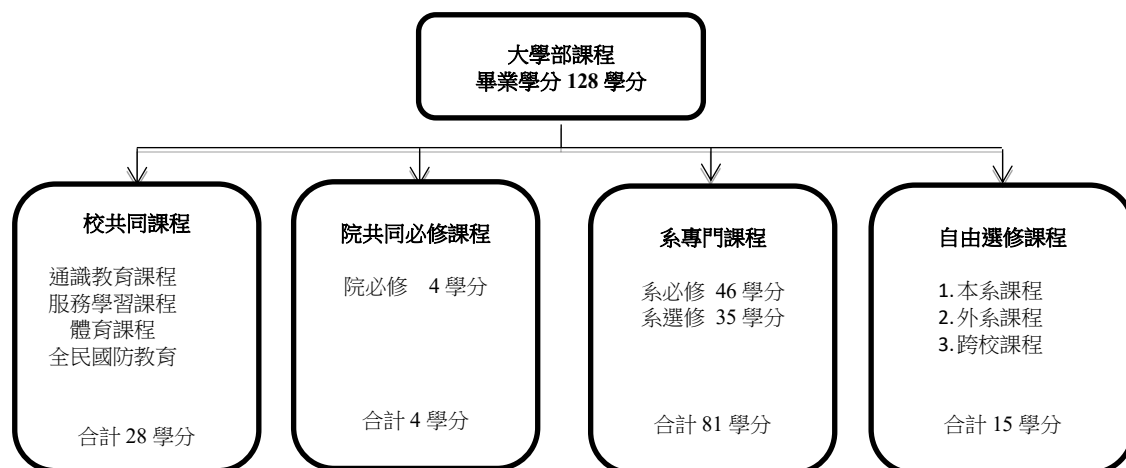 大學部課程
畢業學分 128 學分
校共同課程
通識教育課程
服務學習課程
體育課程
全民國防教育
合計 28 學分
院共同必修課程
院必修 4 學分
合計 4 學分
系專門課程
系必修 46 學分
系選修 35 學分
合計 81 學分
自由選修課程
1. 本系課程
2. 外系課程
3. 跨校課程
合計 15 學分